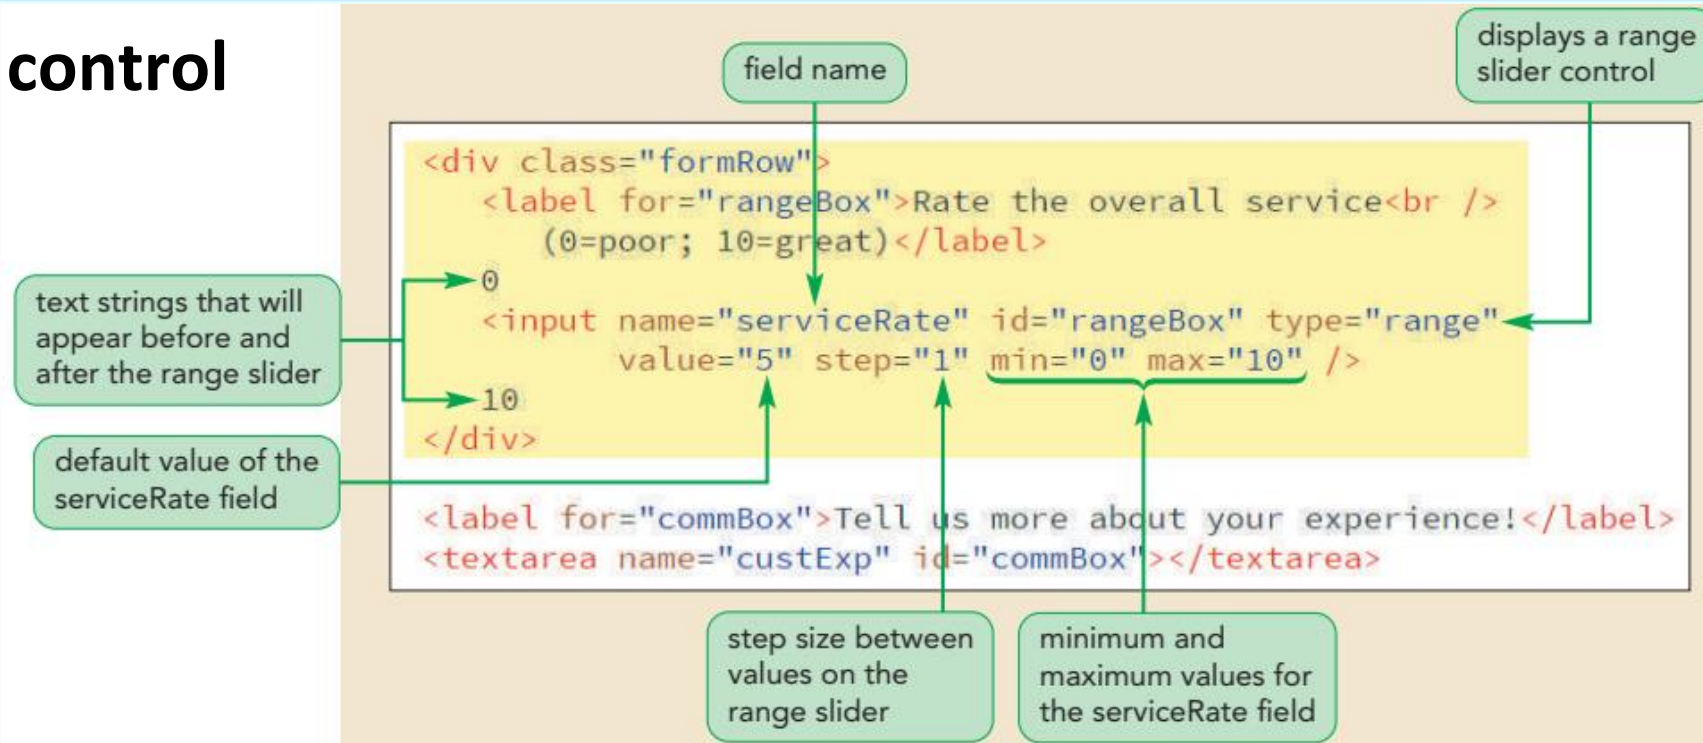 control
field name
displays a range
slider control
<div class="formRow">
<label for="rangeBox">Rate the overall service<br />
(0=poor; 10=great)</label>
0
<input name="serviceRate" id="rangeBox" type="range"
value="5" step="1" min="0" max="10" />
10
</div>
text strings that will
appear before and
after the range slider
default value of the
serviceRate field
<label for="commBox">Tell us more about your experience!</label>
<textarea name="custExp" id="commBox"></textarea>
step size between
values on the
range slider
minimum and
maximum values for
the serviceRate field